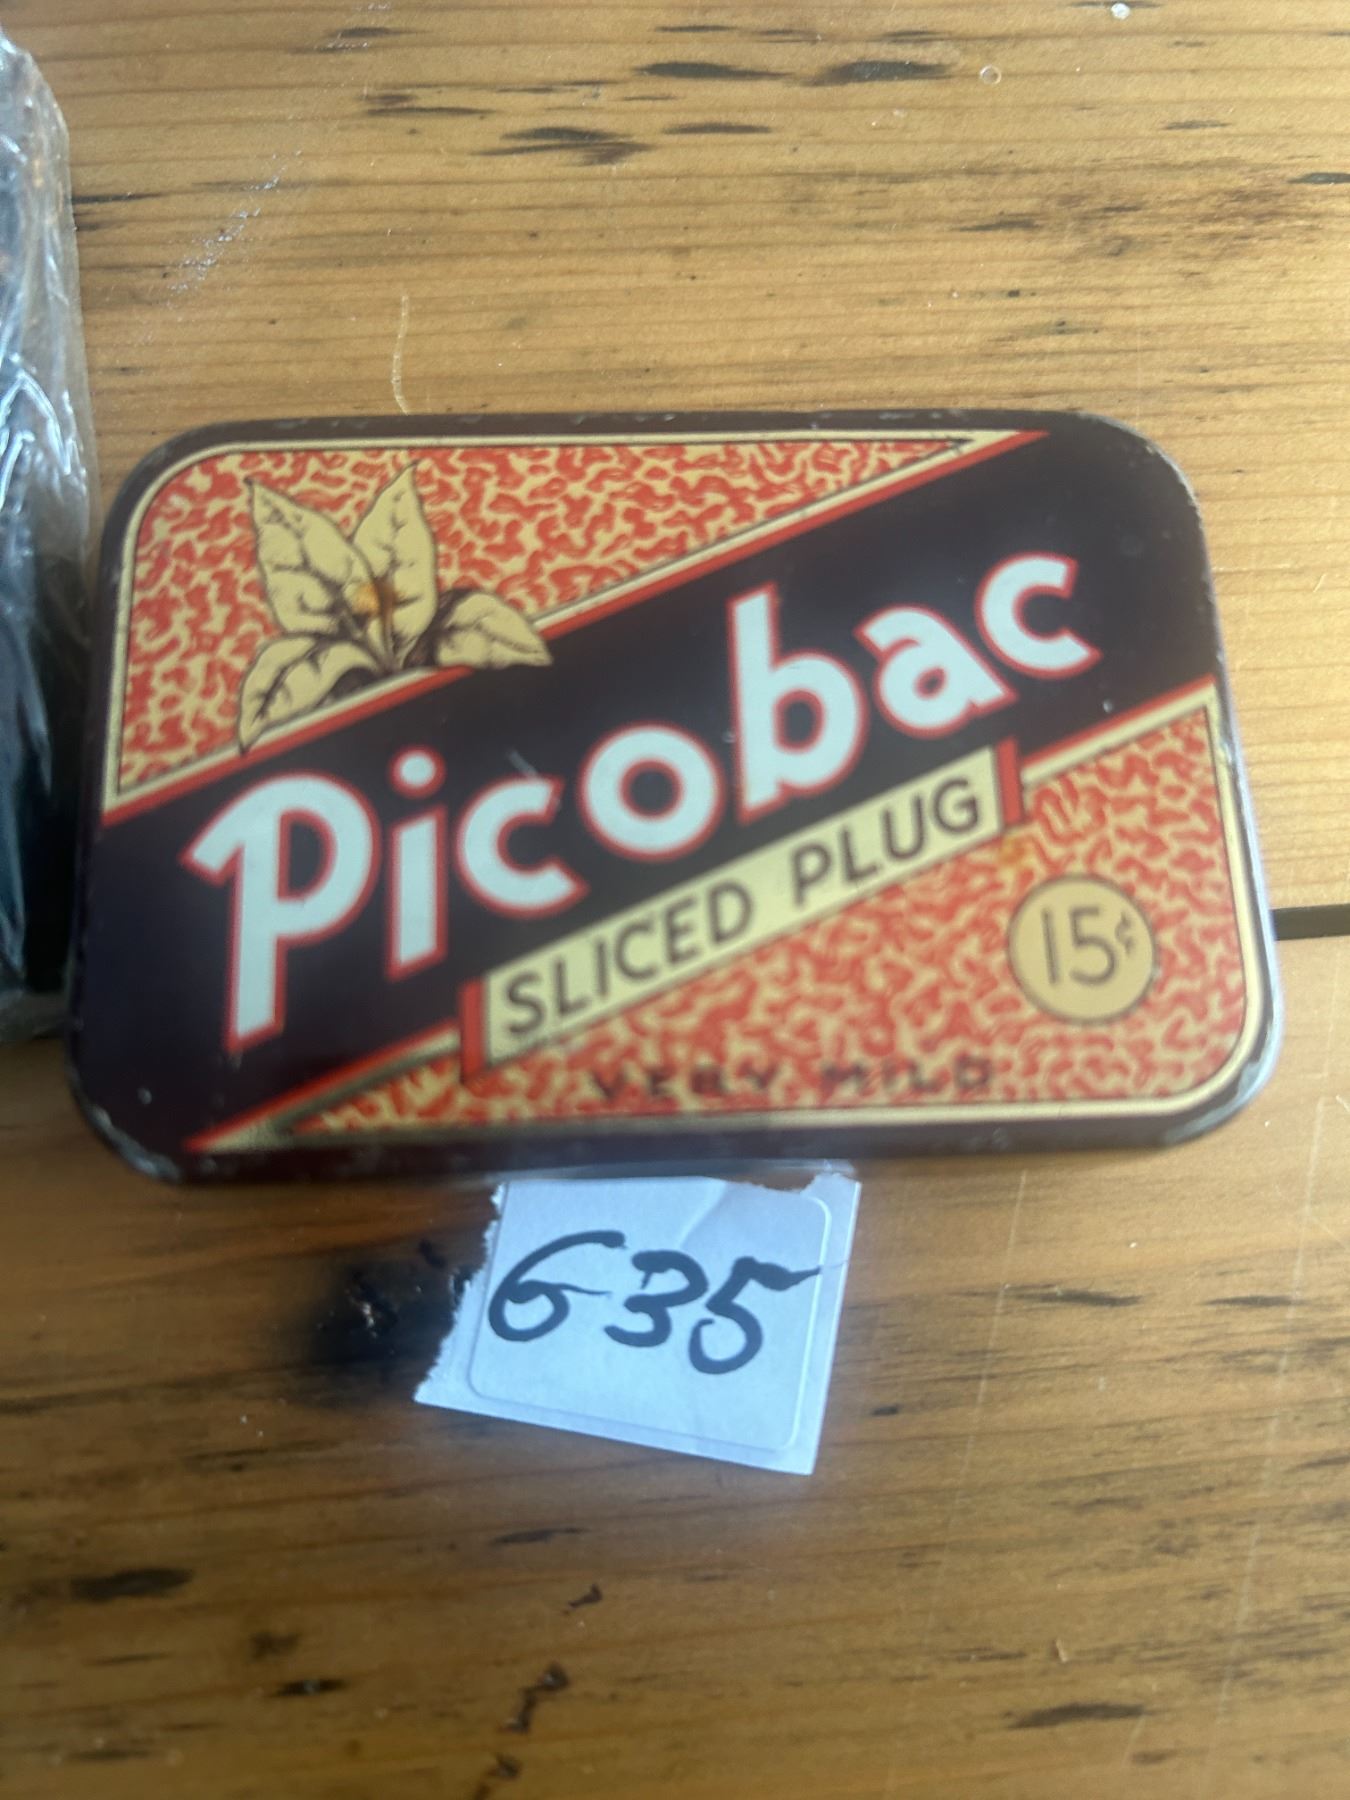 Picobac
SLICED PLUG
15¢
VERY MILD
635